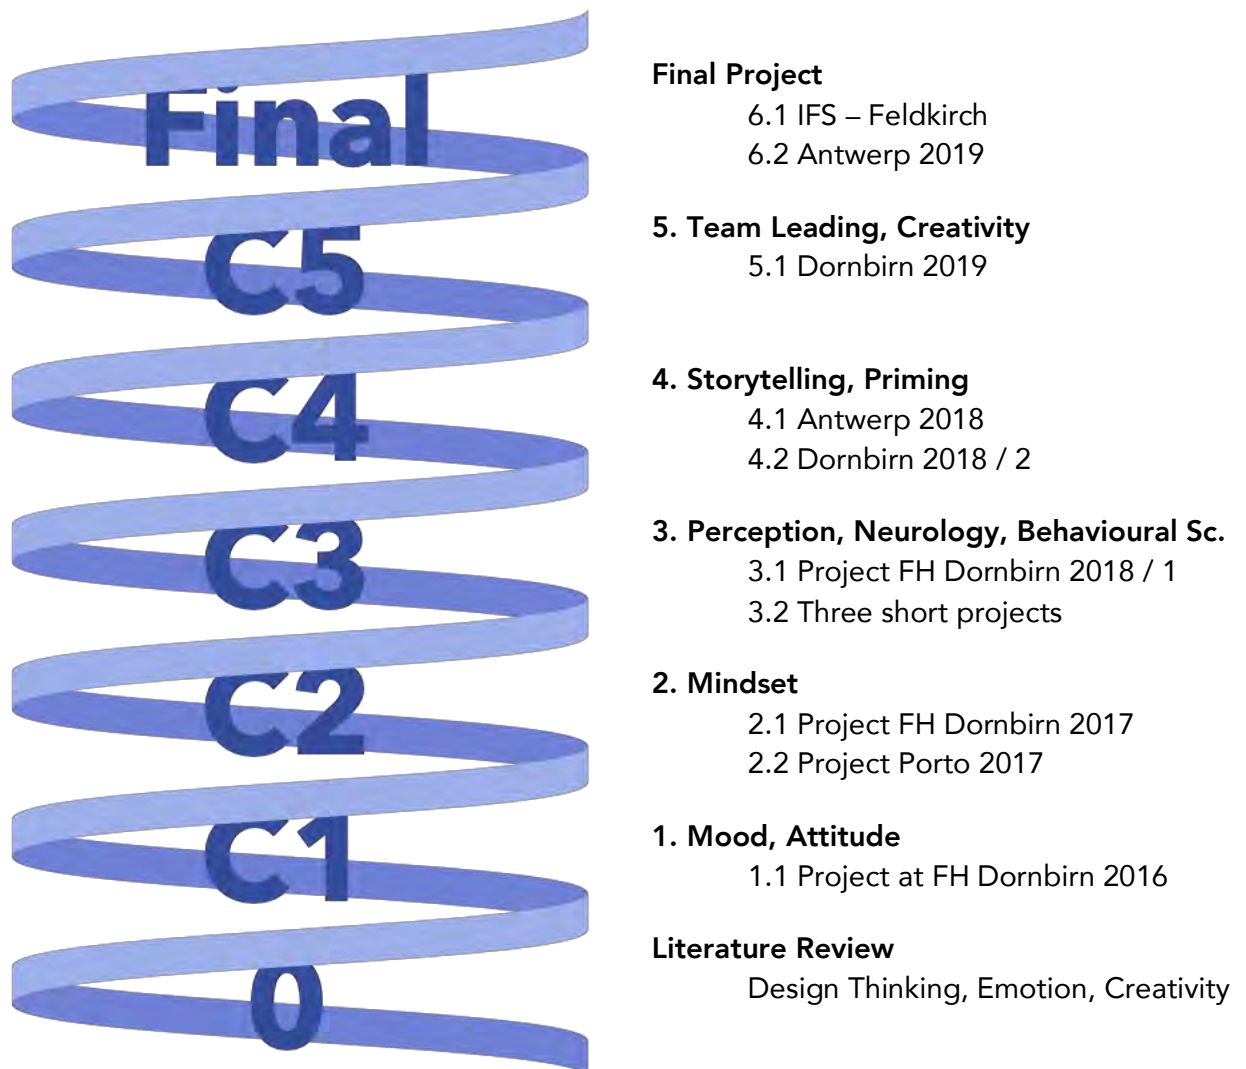 Final
C5
C4
C3
C2
C1
0
Final Project
6.1 IFS – Feldkirch
6.2 Antwerp 2019
5. Team Leading, Creativity
5.1 Dornbirn 2019
4. Storytelling, Priming
4.1 Antwerp 2018
4.2 Dornbirn 2018 / 2
3. Perception, Neurology, Behavioural Sc.
3.1 Project FH Dornbirn 2018 / 1
3.2 Three short projects
2. Mindset
2.1 Project FH Dornbirn 2017
2.2 Project Porto 2017
1. Mood, Attitude
1.1 Project at FH Dornbirn 2016
Literature Review
Design Thinking, Emotion, Creativity